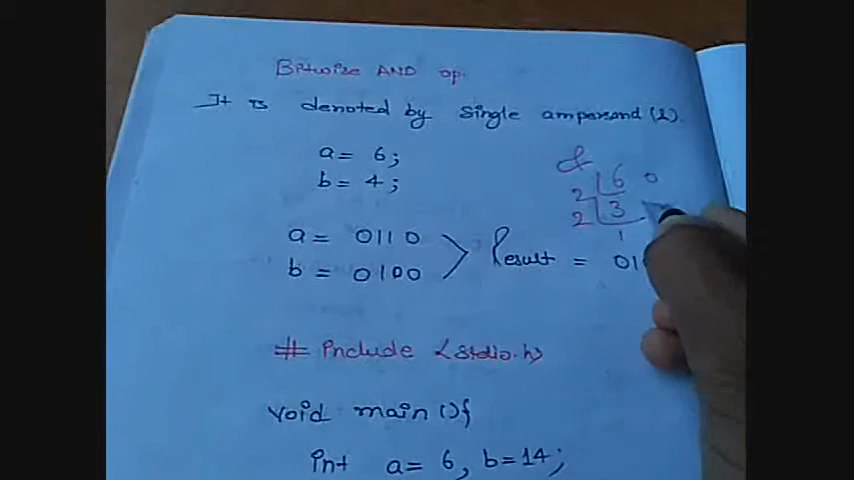 Bitwise AND op.
It is denoted by single ampersand (&).
a = 6;
b = 4;
&
2 6 0
2 3
1
a = 0110
b = 0100
Result = 01
# include <stdio.h>
void main(){
int a= 6, b=14;